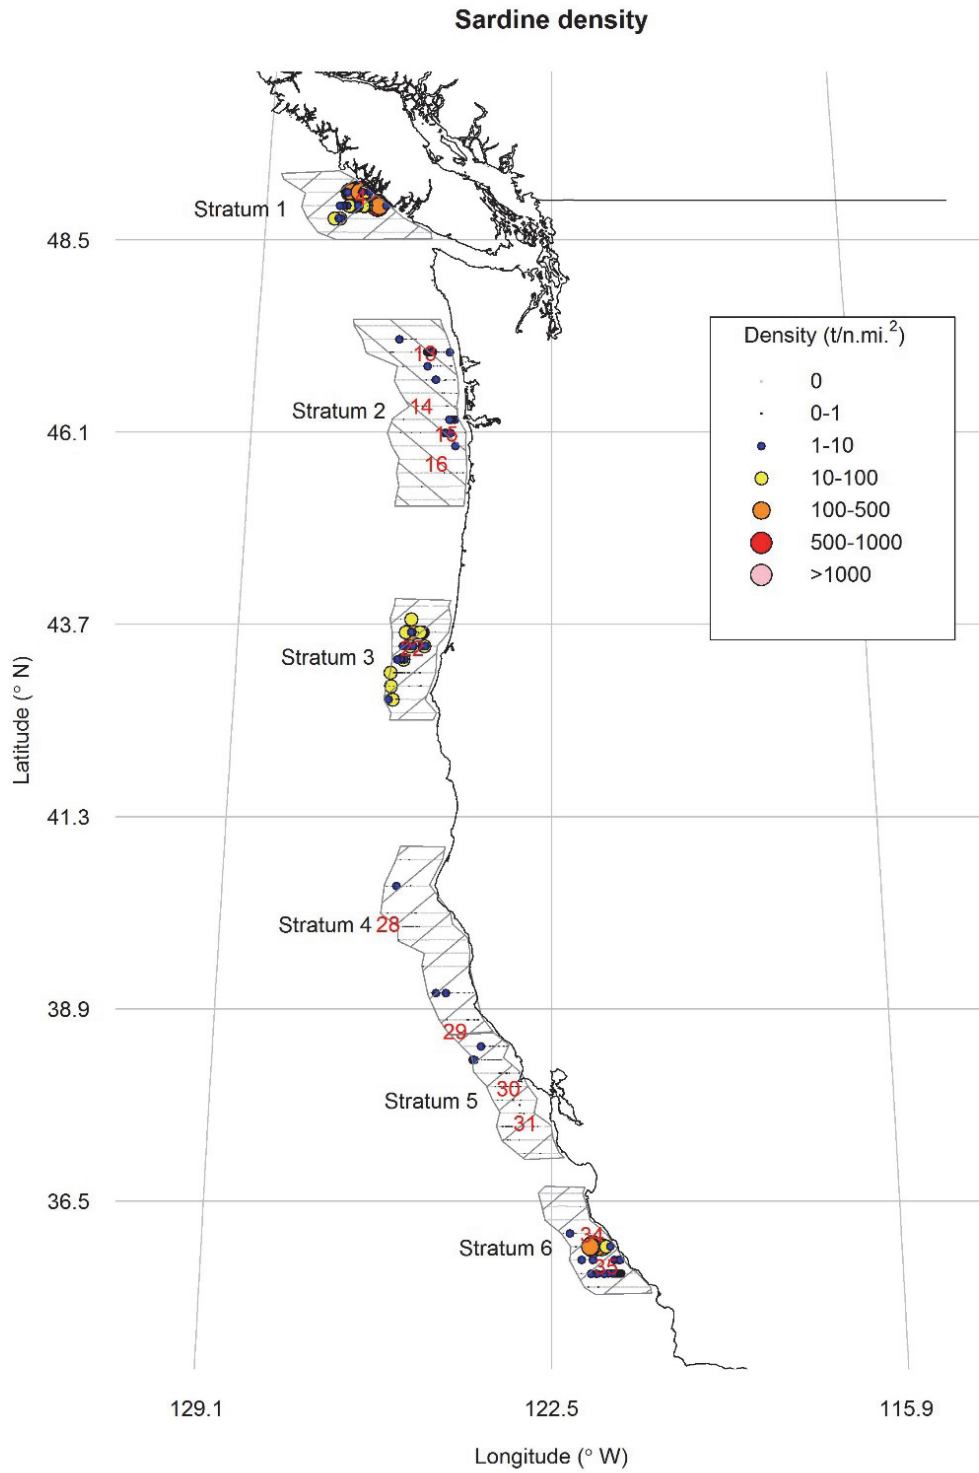 Sardine density
Stratum 1
48.5
Density (t/n.mi.²)
0
0-1
1-10
10-100
100-500
500-1000
>1000
19
14
Stratum 2
15
46.1
16
43.7
22
Stratum 3
Latitude (° N)
41.3
Stratum 4
28
38.9
29
30
Stratum 5
31
36.5
34
Stratum 6
35
129.1
122.5
115.9
Longitude (° W)